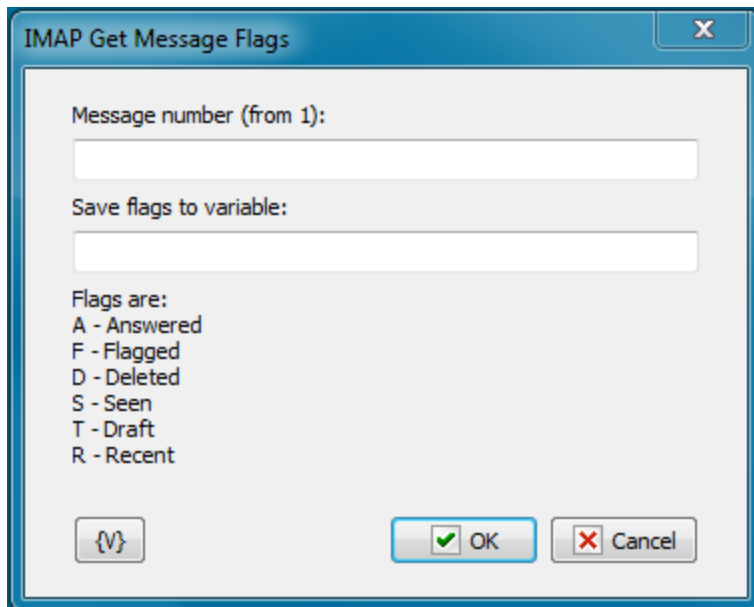 IMAP Get Message Flags
Message number (from 1):
Save flags to variable:
Flags are:
A - Answered
F - Flagged
D - Deleted
S - Seen
T - Draft
R - Recent
{V} OK Cancel